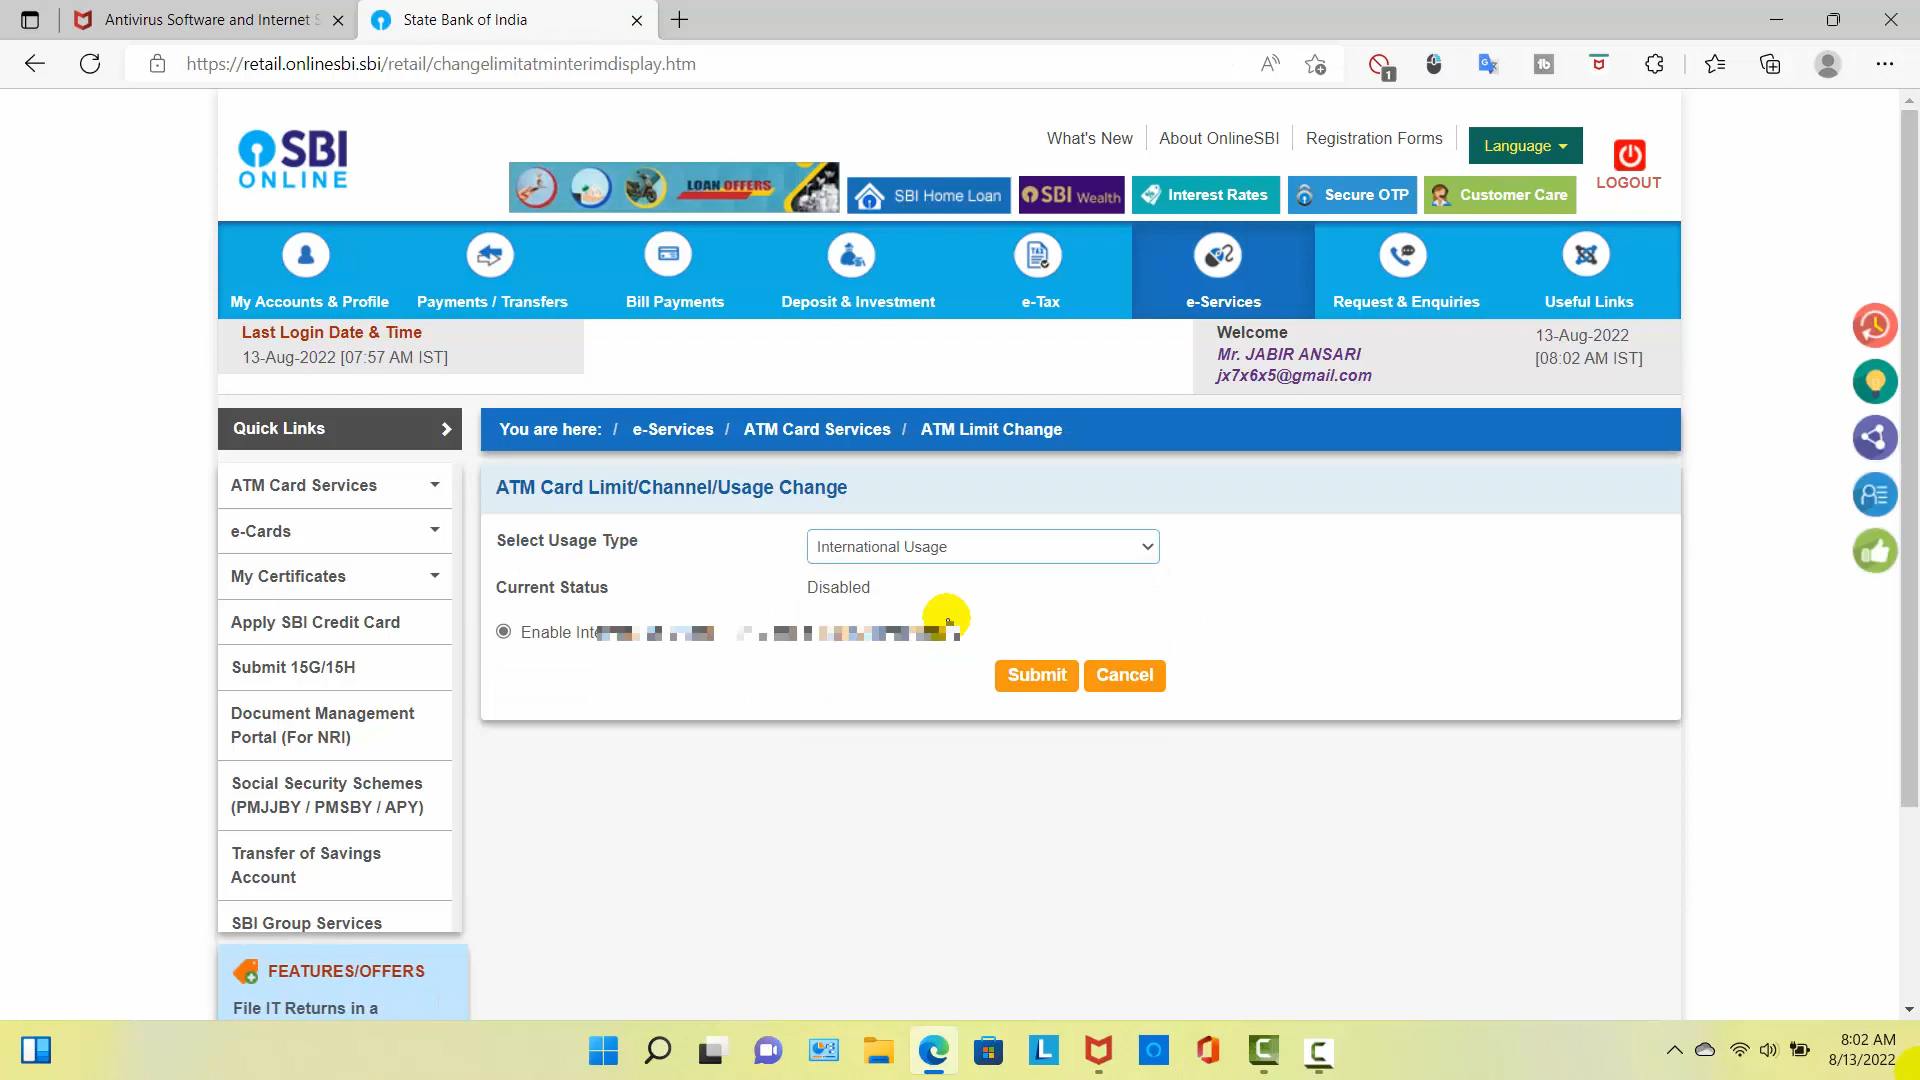 Antivirus Software and Internet S
State Bank of India
https://retail.onlinesbi.sbi/retail/changelimitatminterimdisplay.htm
1
SBI
ONLINE
What's New
About OnlineSBI
Registration Forms
Language
LOGOUT
LOAN OFFERS
SBI Home Loan
SBI Wealth
Interest Rates
Secure OTP
Customer Care
My Accounts & Profile
Payments / Transfers
Bill Payments
Deposit & Investment
e-Tax
e-Services
Request & Enquiries
Useful Links
Last Login Date & Time
13-Aug-2022 [07:57 AM IST]
Welcome
Mr. JABIR ANSARI
jx7x6x5@gmail.com
13-Aug-2022
[08:02 AM IST]
Quick Links
You are here: / e-Services / ATM Card Services / ATM Limit Change
ATM Card Services
e-Cards
My Certificates
Apply SBI Credit Card
Submit 15G/15H
Document Management
Portal (For NRI)
Social Security Schemes
(PMJJBY / PMSBY / APY)
Transfer of Savings
Account
SBI Group Services
ATM Card Limit/Channel/Usage Change
Select Usage Type
International Usage
Current Status
Disabled
Enable Inte
Submit
Cancel
FEATURES/OFFERS
File IT Returns in a
8:02 AM
8/13/2022